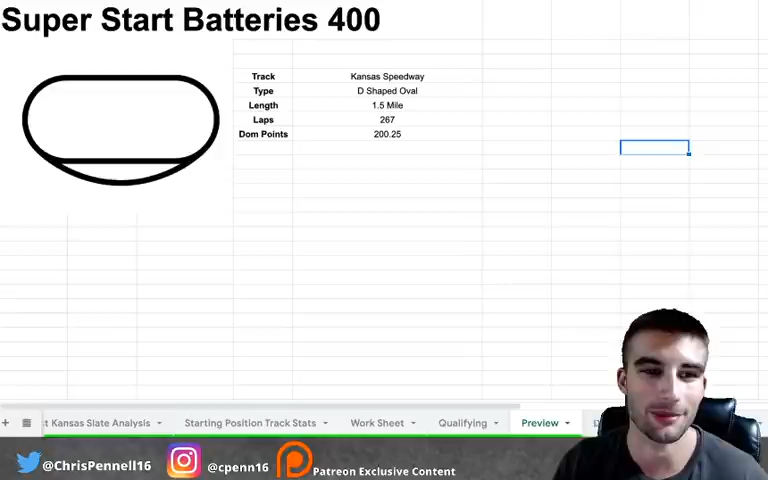 Super Start Batteries 400
Track Kansas Speedway
Type D Shaped Oval
Length 1.5 Mile
Laps 267
Dom Points 200.25
t Kansas Slate Analysis Starting Position Track Stats Work Sheet Qualifying Preview
@ChrisPennell16 @cpenn16 Patreon Exclusive Content